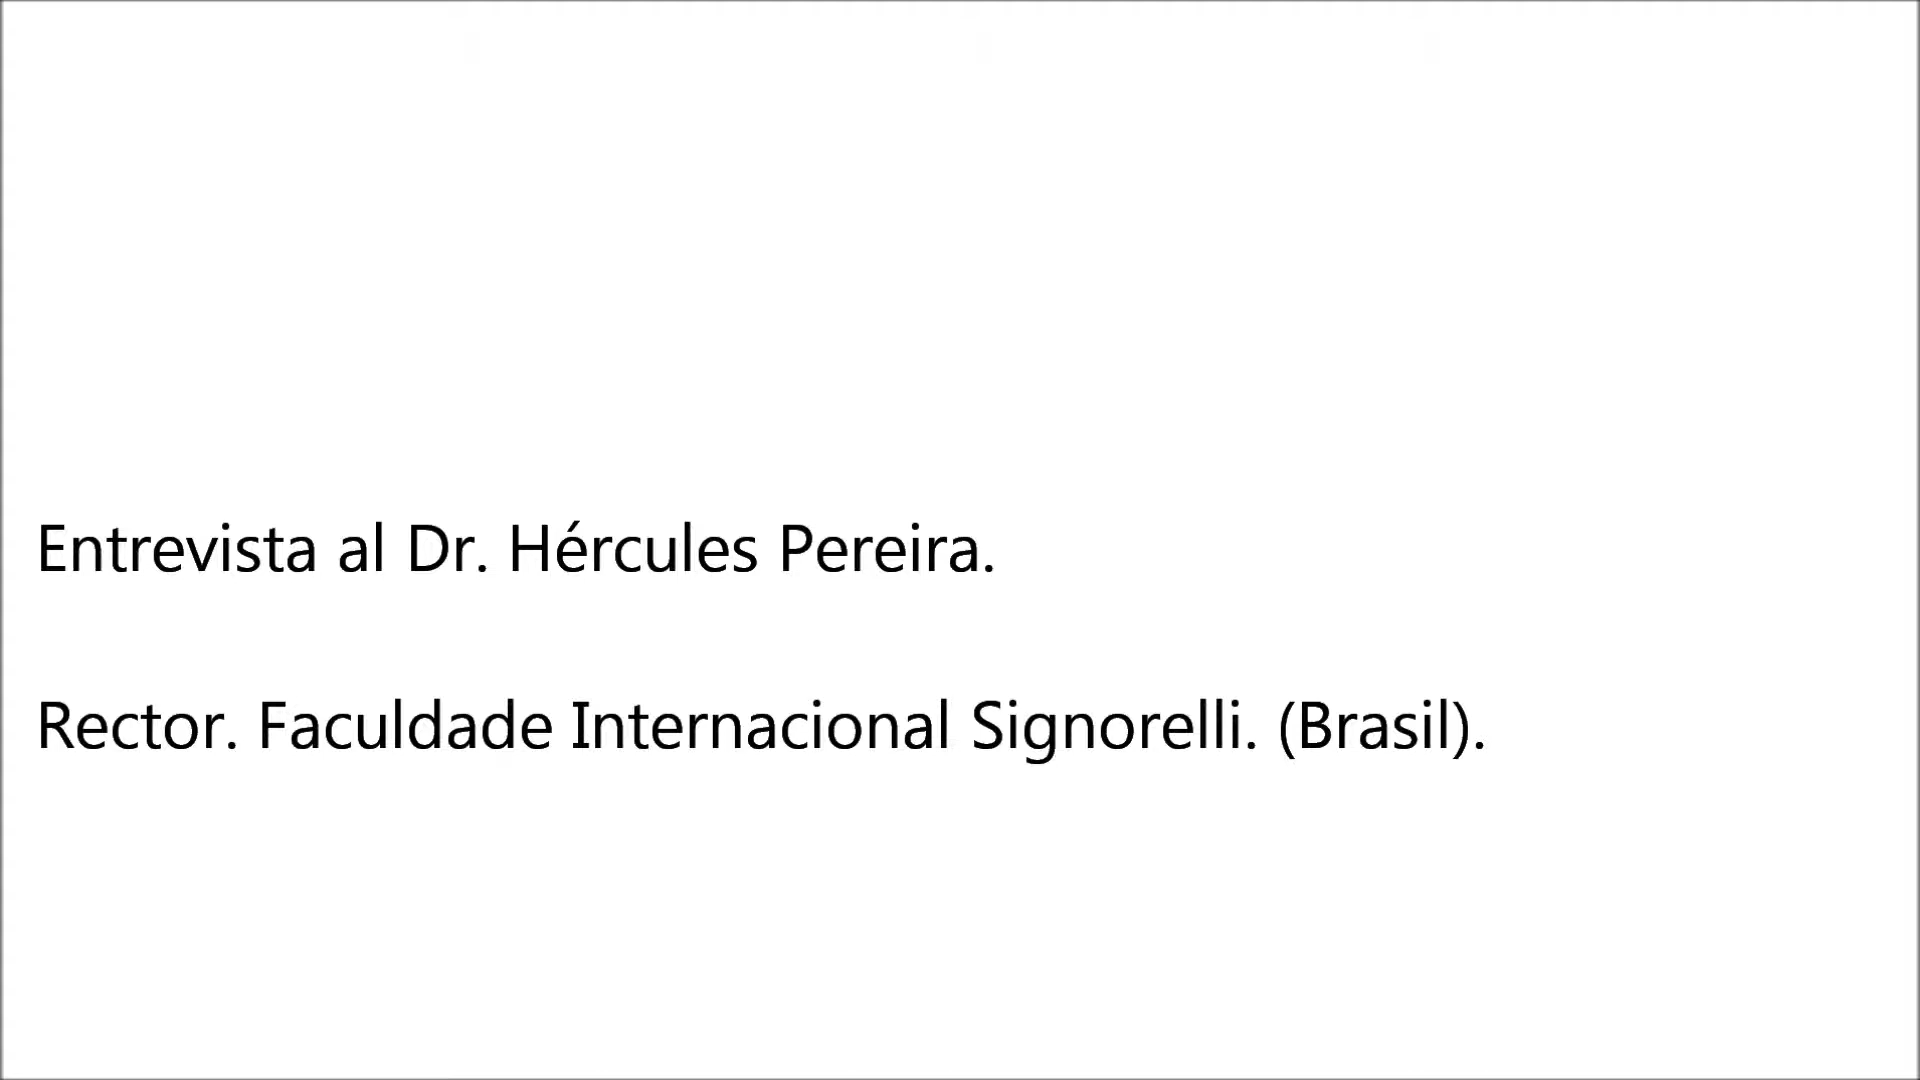 Entrevista al Dr. Hércules Pereira.
Rector. Faculdade Internacional Signorelli. (Brasil).